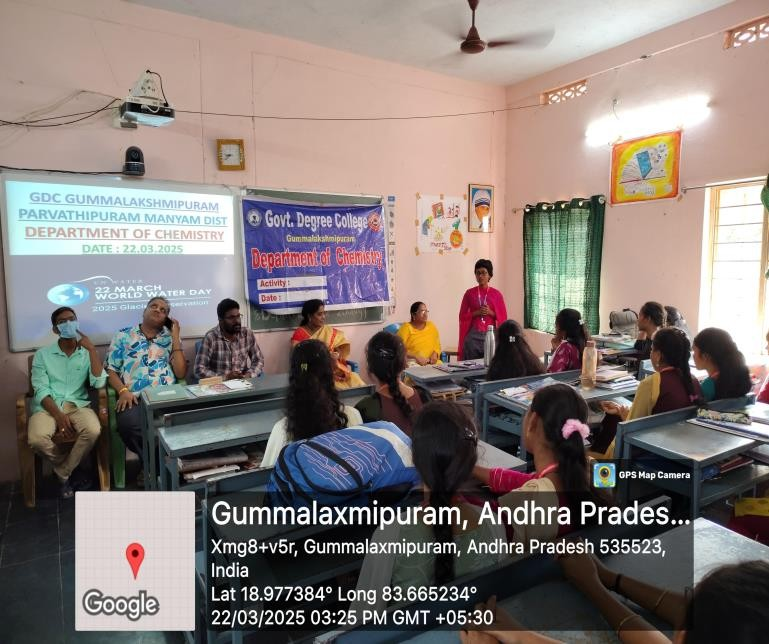 GDC GUMMALAKSHMIPURAM
PARVATHIPURAM MANYAM DIST
DEPARTMENT OF CHEMISTRY
DATE : 22.03.2025
UN WATER
22 MARCH
WORLD WATER DAY
2025
Govt. Degree College
Gummalakshmipuram
Department of Chemistry
Activity :
Date :
GPS Map Camera
Gummalaxmipuram, Andhra Prades...
Xmg8+v5r, Gummalaxmipuram, Andhra Pradesh 535523,
India
Lat 18.977384° Long 83.665234°
22/03/2025 03:25 PM GMT +05:30
Google